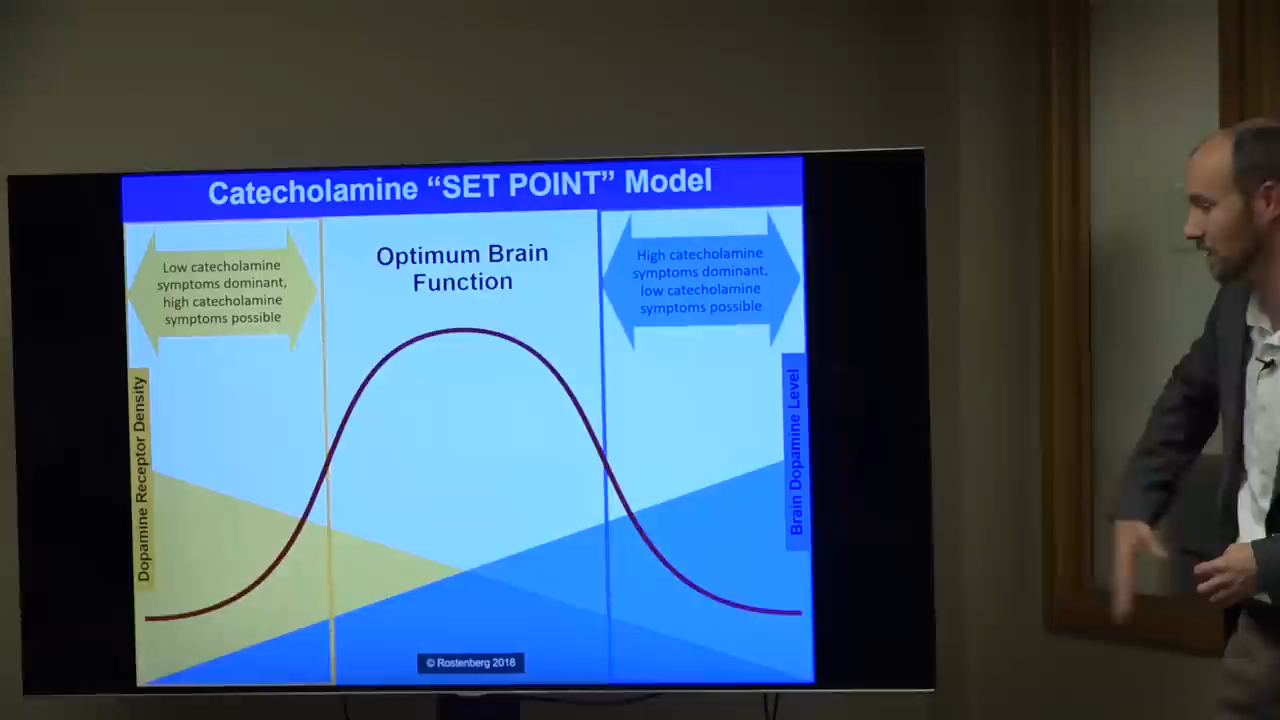 Catecholamine “SET POINT” Model
Low catecholamine
symptoms dominant,
high catecholamine
symptoms possible
Optimum Brain
Function
High catecholamine
symptoms dominant,
low catecholamine
symptoms possible
Dopamine Receptor Density
Brain Dopamine Level
© Rostenberg 2018